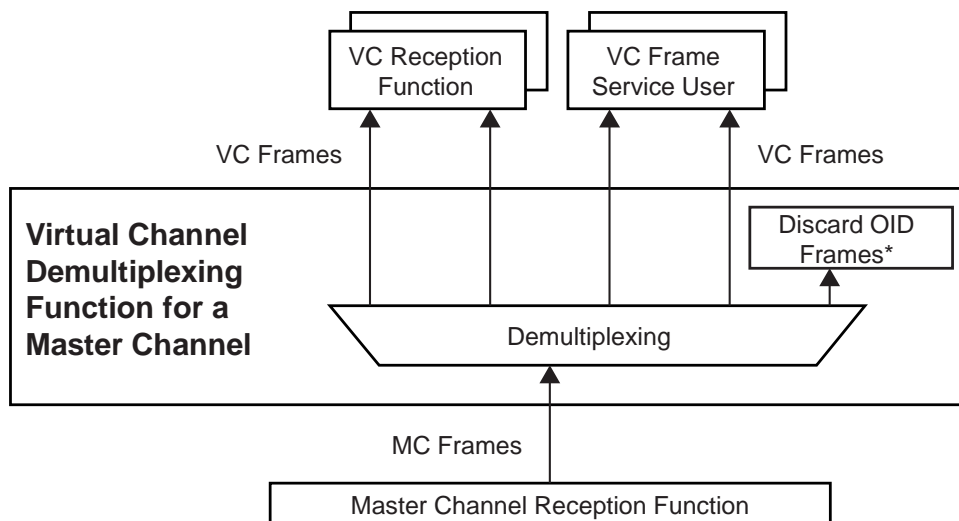 VC Reception
Function
VC Frame
Service User
VC Frames
VC Frames
Virtual Channel
Demultiplexing
Function for a
Master Channel
Discard OID
Frames*
Demultiplexing
MC Frames
Master Channel Reception Function